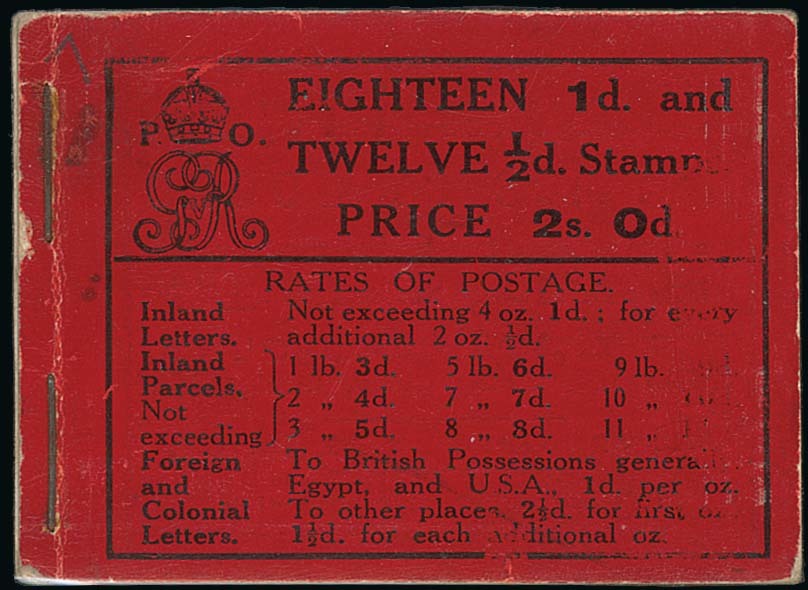 P. O.
GvR
EIGHTEEN 1d. and
TWELVE ½d. Stamp
PRICE 2s. 0d.
RATES OF POSTAGE.
Inland Letters. Not exceeding 4 oz. 1d.; for every
additional 2 oz. ½d.
Inland Parcels. Not exceeding
1 lb. 3d. 5 lb. 6d. 9 lb.
2 „ 4d. 7 „ 7d. 10 „
3 „ 5d. 8 „ 8d. 11 „
Foreign and Colonial Letters.
To British Possessions
Egypt, and U.S.A., 1d. per oz.
To other places, 2½d. for first
1½d. for each additional oz.